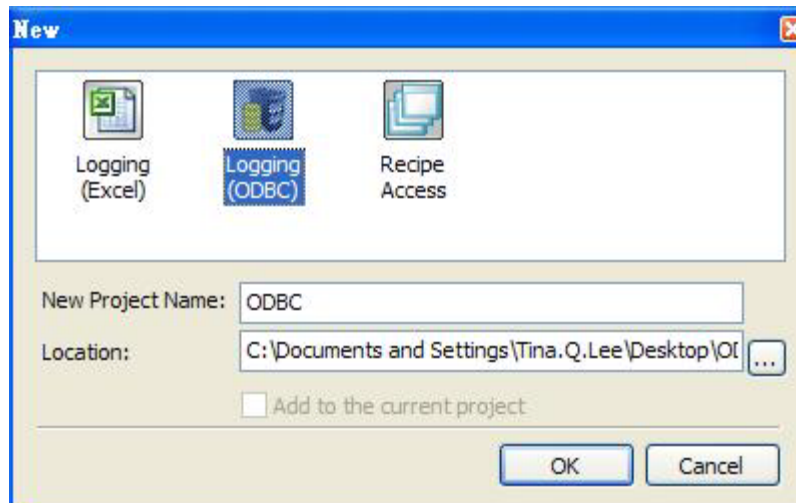 New
Logging
(Excel)
Logging
(ODBC)
Recipe
Access
New Project Name:
ODBC
Location:
C:\Documents and Settings\Tina.Q.Lee\Desktop\OD
...
Add to the current project
OK
Cancel